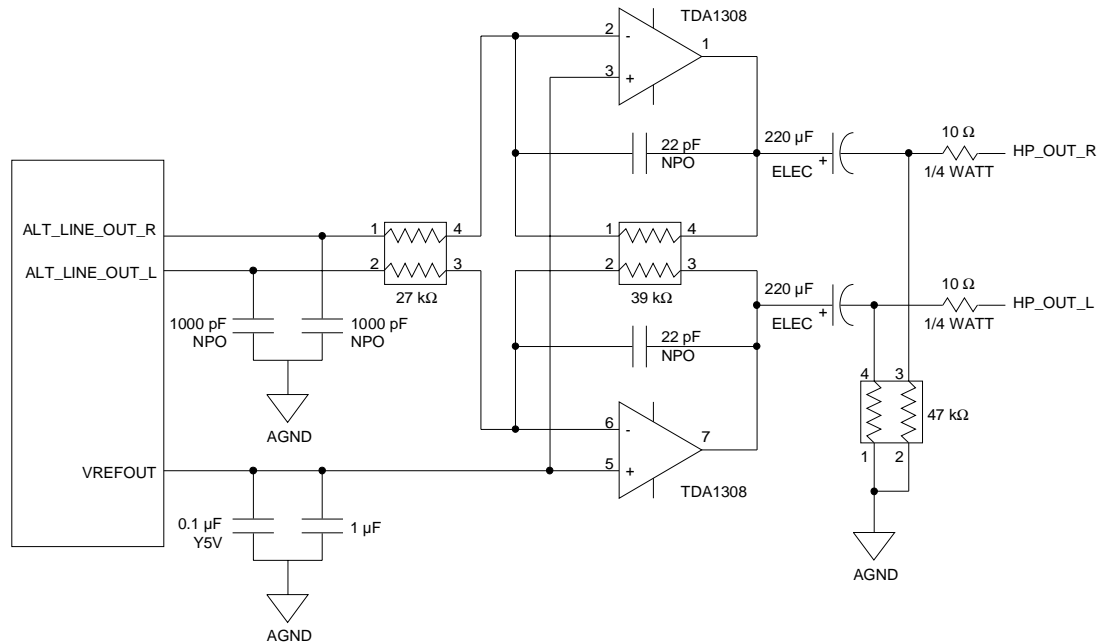 TDA1308
2
-
1
3
+
220 µF
10 Ω
22 pF
NPO
ELEC
+
HP_OUT_R
1/4 WATT
ALT_LINE_OUT_R
1
4
1
4
ALT_LINE_OUT_L
2
3
2
3
27 kΩ
39 kΩ
220 µF
10 Ω
ELEC
+
HP_OUT_L
1/4 WATT
1000 pF
NPO
1000 pF
NPO
22 pF
NPO
4
3
47 kΩ
1
2
AGND
6
-
7
5
+
TDA1308
VREFOUT
0.1 µF
Y5V
1 µF
AGND
AGND